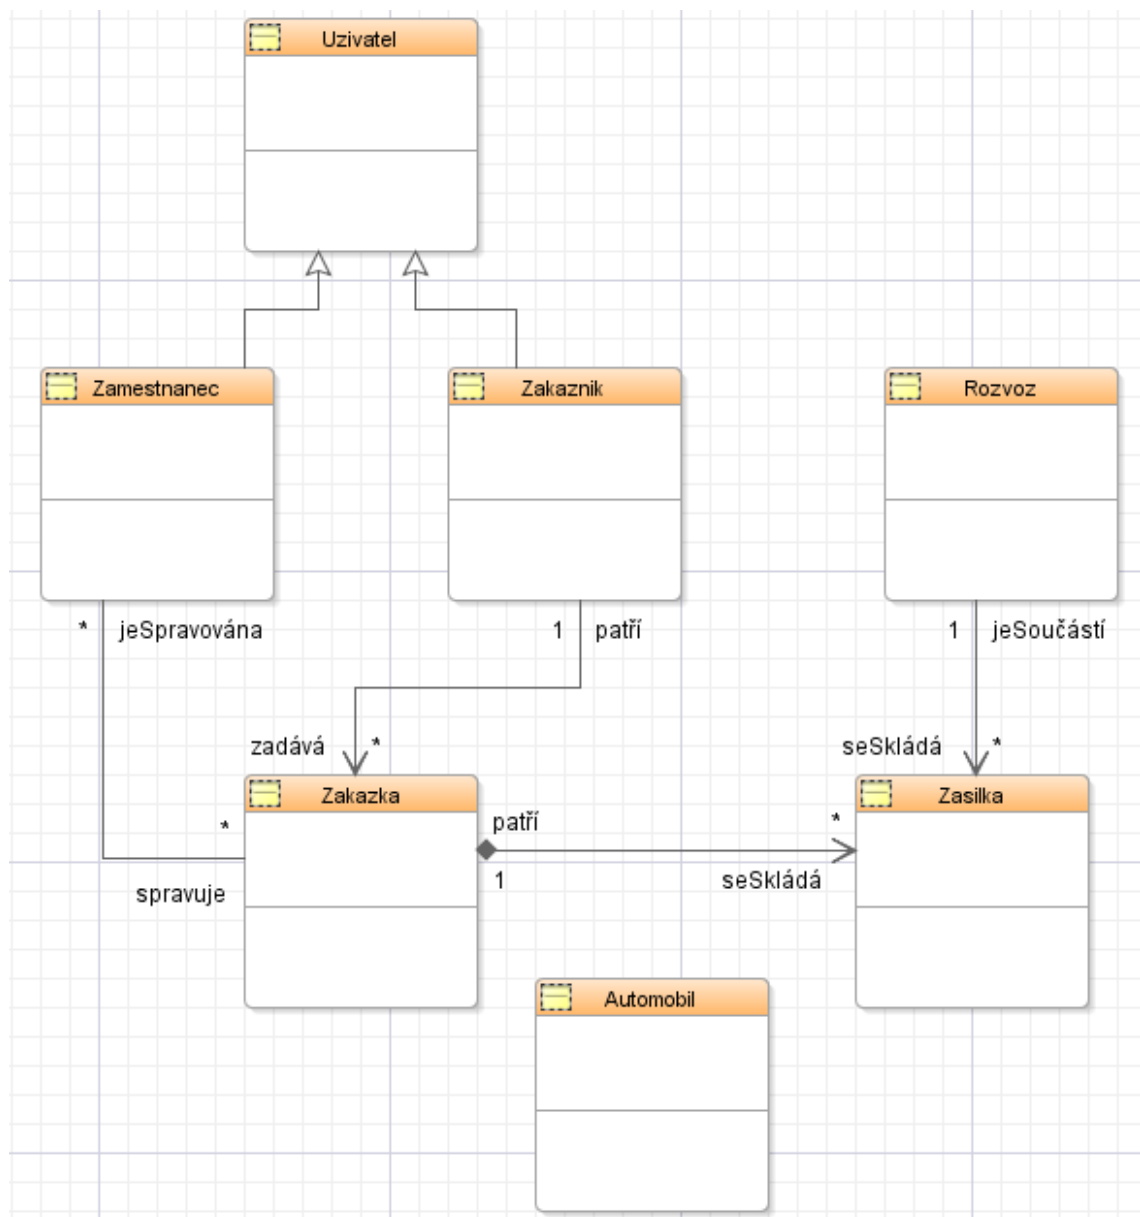 Uzivatel
Zamestnanec
Zakaznik
Rozvoz
* jeSpravována
1 patří
1 jeSoučástí
zadává *
seSkládá *
Zakazka
Zasilka
*
patří
*
1
seSkládá
spravuje
Automobil